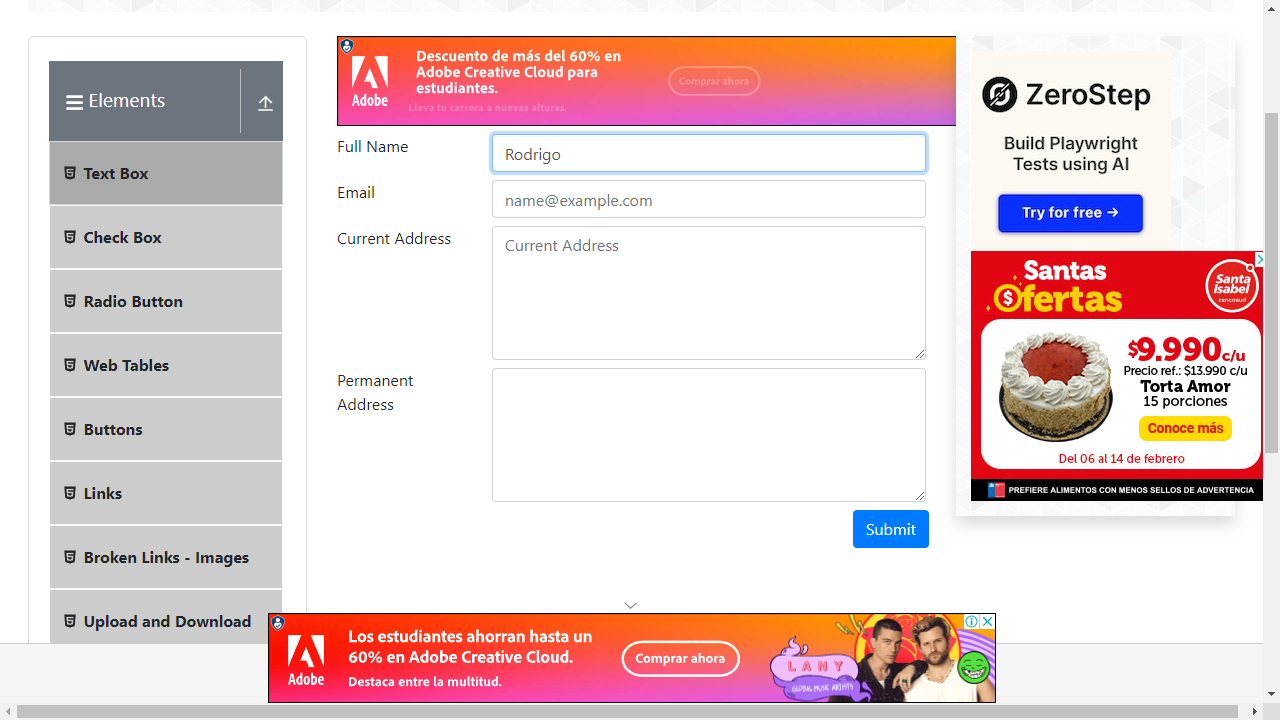 Elements
Text Box
Check Box
Radio Button
Web Tables
Buttons
Links
Broken Links - Images
Upload and Download
Adobe
Descuento de más del 60% en
Adobe Creative Cloud para
estudiantes.
Lleva tu carrera a nuevas alturas.
Comprar ahora
Full Name
Rodrigo
Email
name@example.com
Current Address
Current Address
Permanent
Address
Submit
ZeroStep
Build Playwright
Tests using AI
Try for free →
Santas
Ofertas
Santa
Isabel
cencosud
$9.990 c/u
Precio ref.: $13.990 c/u
Torta Amor
15 porciones
Conoce más
Del 06 al 14 de febrero
PREFIERE ALIMENTOS CON MENOS SELLOS DE ADVERTENCIA
Adobe
Los estudiantes ahorran hasta un
60% en Adobe Creative Cloud.
Destaca entre la multitud.
Comprar ahora
LANY
GLOBAL MUSIC ARTISTS